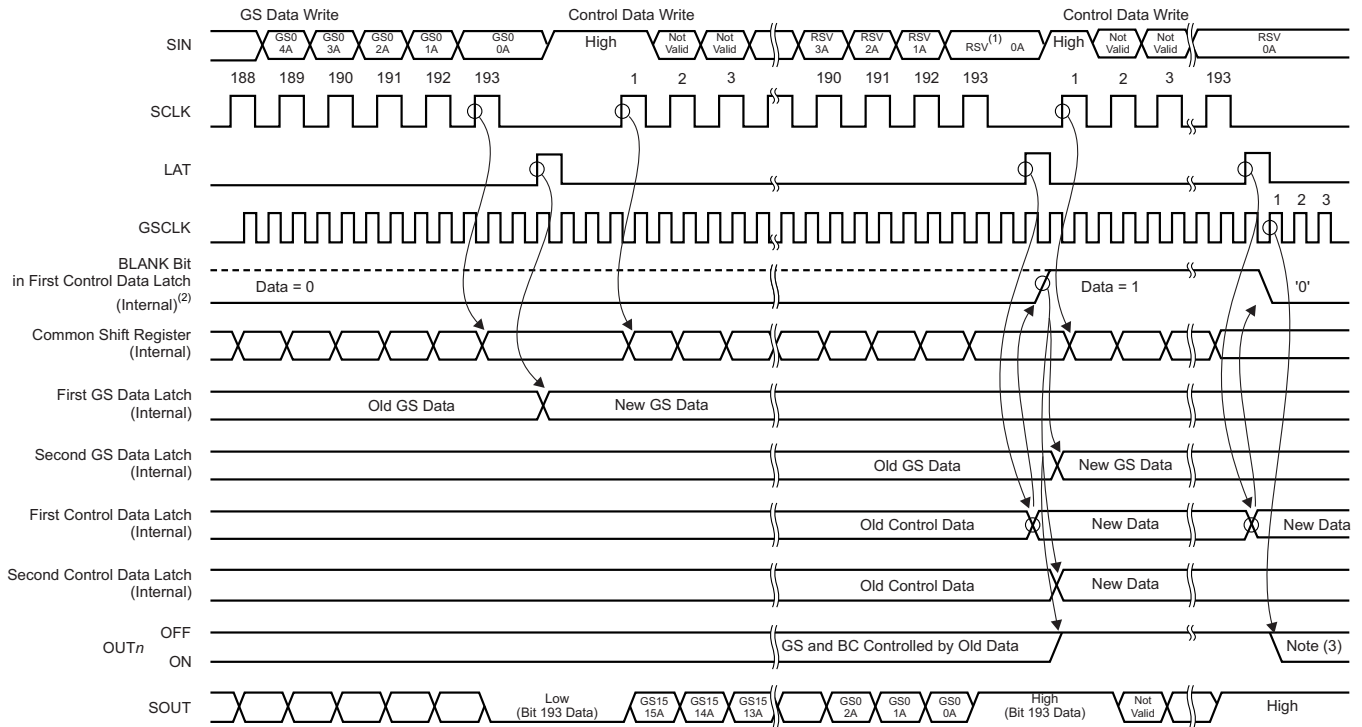 GS Data Write
Control Data Write
Control Data Write
SIN
GS0 4A
GS0 3A
GS0 2A
GS0 1A
GS0 0A
High
Not Valid
Not Valid
RSV 3A
RSV 2A
RSV 1A
RSV(1) 0A
High
Not Valid
Not Valid
RSV 0A
188 189 190 191 192 193 1 2 3 190 191 192 193 1 2 3 193
SCLK
LAT
1 2 3
GSCLK
BLANK Bit
in First Control Data Latch
(Internal)(2)
Data = 0
Data = 1
'0'
Common Shift Register
(Internal)
First GS Data Latch
(Internal)
Old GS Data
New GS Data
Second GS Data Latch
(Internal)
Old GS Data
New GS Data
First Control Data Latch
(Internal)
Old Control Data
New Data
New Data
Second Control Data Latch
(Internal)
Old Control Data
New Data
OFF
OUTn
ON
GS and BC Controlled by Old Data
Note (3)
SOUT
Low
(Bit 193 Data)
GS15 15A
GS15 14A
GS15 13A
GS0 2A
GS0 1A
GS0 0A
High
(Bit 193 Data)
Not Valid
High